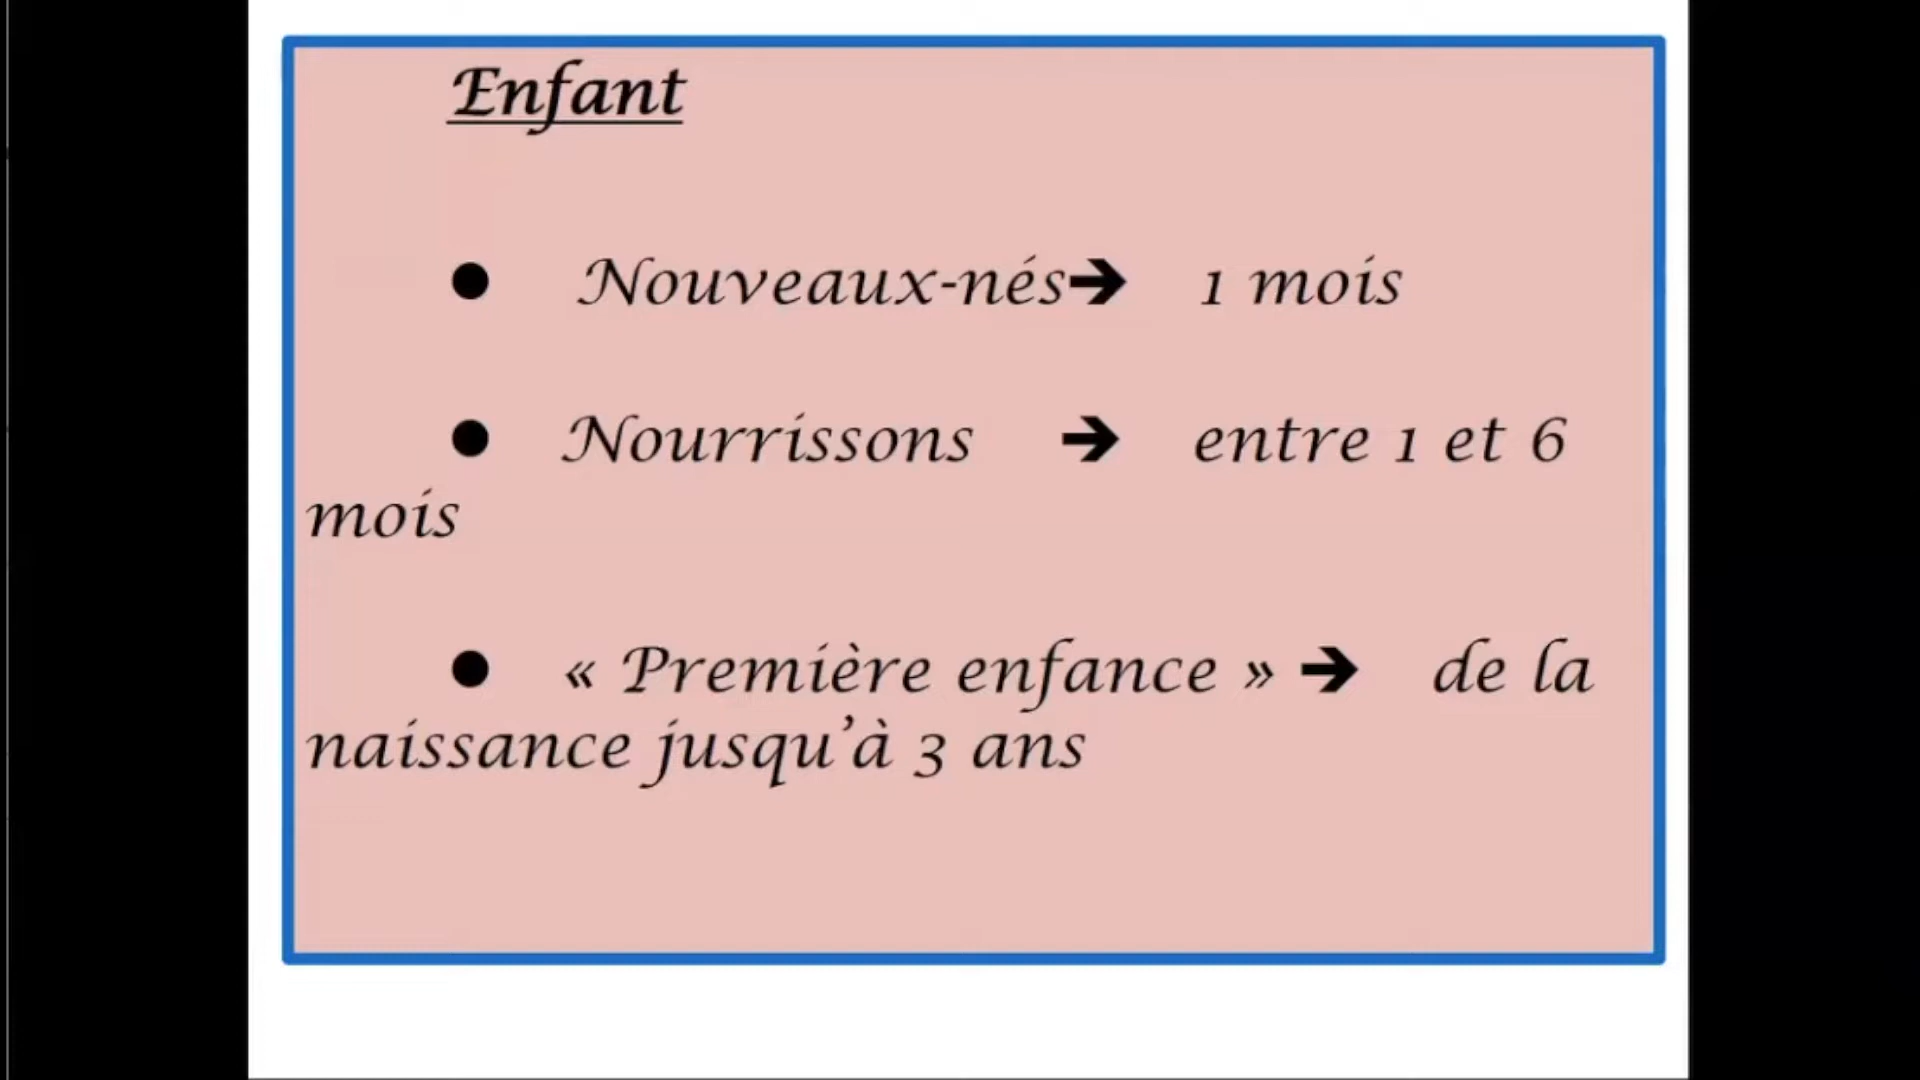 Enfant
● Nouveaux-nés➔ 1 mois
● Nourrissons ➔ entre 1 et 6
mois
● « Première enfance » ➔ de la
naissance jusqu’à 3 ans